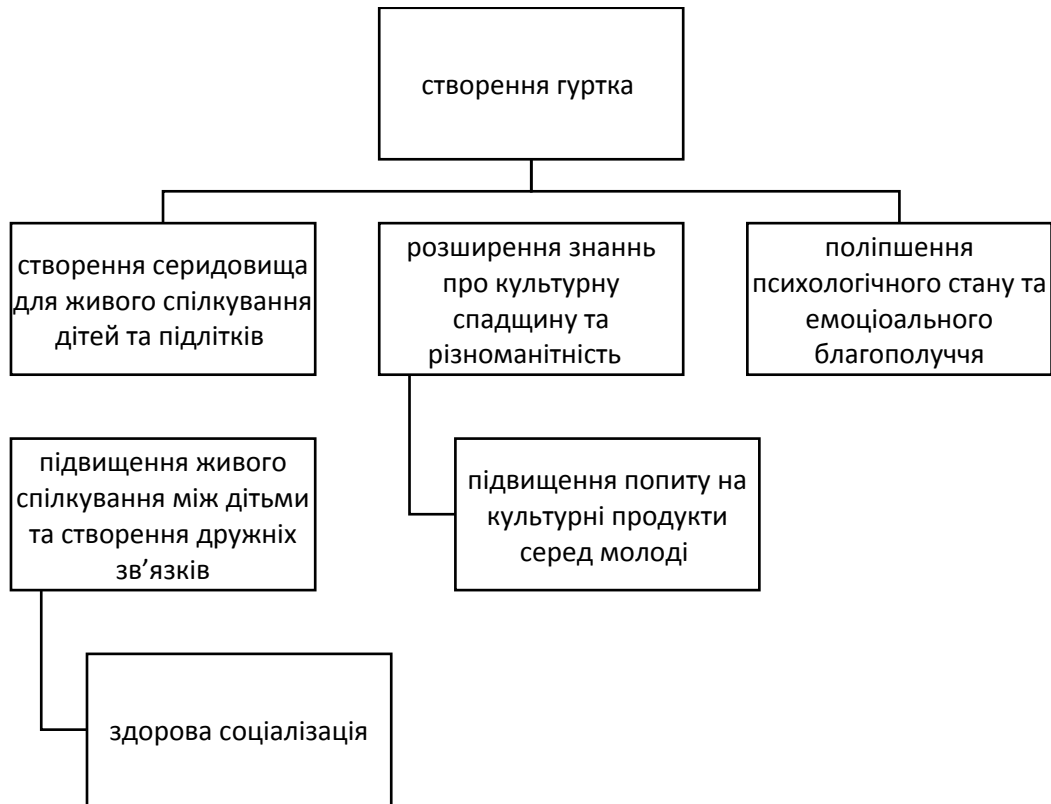 створення гуртка
створення серидовища
для живого спілкування
дітей та підлітків
розширення знаннь
про культурну
спадщину та
різноманітність
поліпшення
психологічного стану та
емоціоального
благополуччя
підвищення живого
спілкування між дітьми
та створення дружніх
зв’язків
підвищення попиту на
культурні продукти
серед молоді
здорова соціалізація